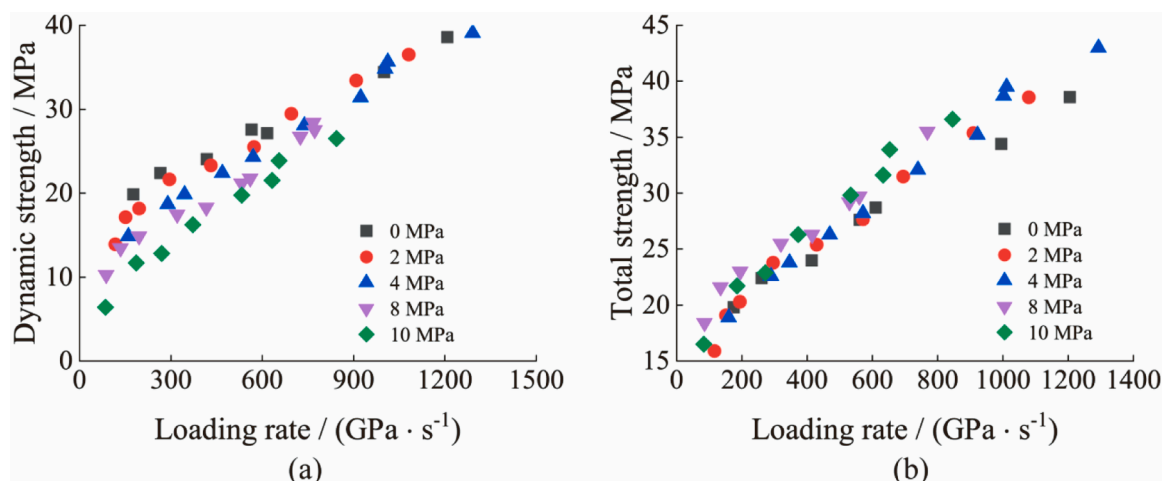 Dynamic strength / MPa
40
30
20
10
0
0 MPa
2 MPa
4 MPa
8 MPa
10 MPa
0 300 600 900 1200 1500
Loading rate / (GPa · s⁻¹)
(a)
Total strength / MPa
45
40
35
30
25
20
15
0 MPa
2 MPa
4 MPa
8 MPa
10 MPa
0 200 400 600 800 1000 1200 1400
Loading rate / (GPa · s⁻¹)
(b)